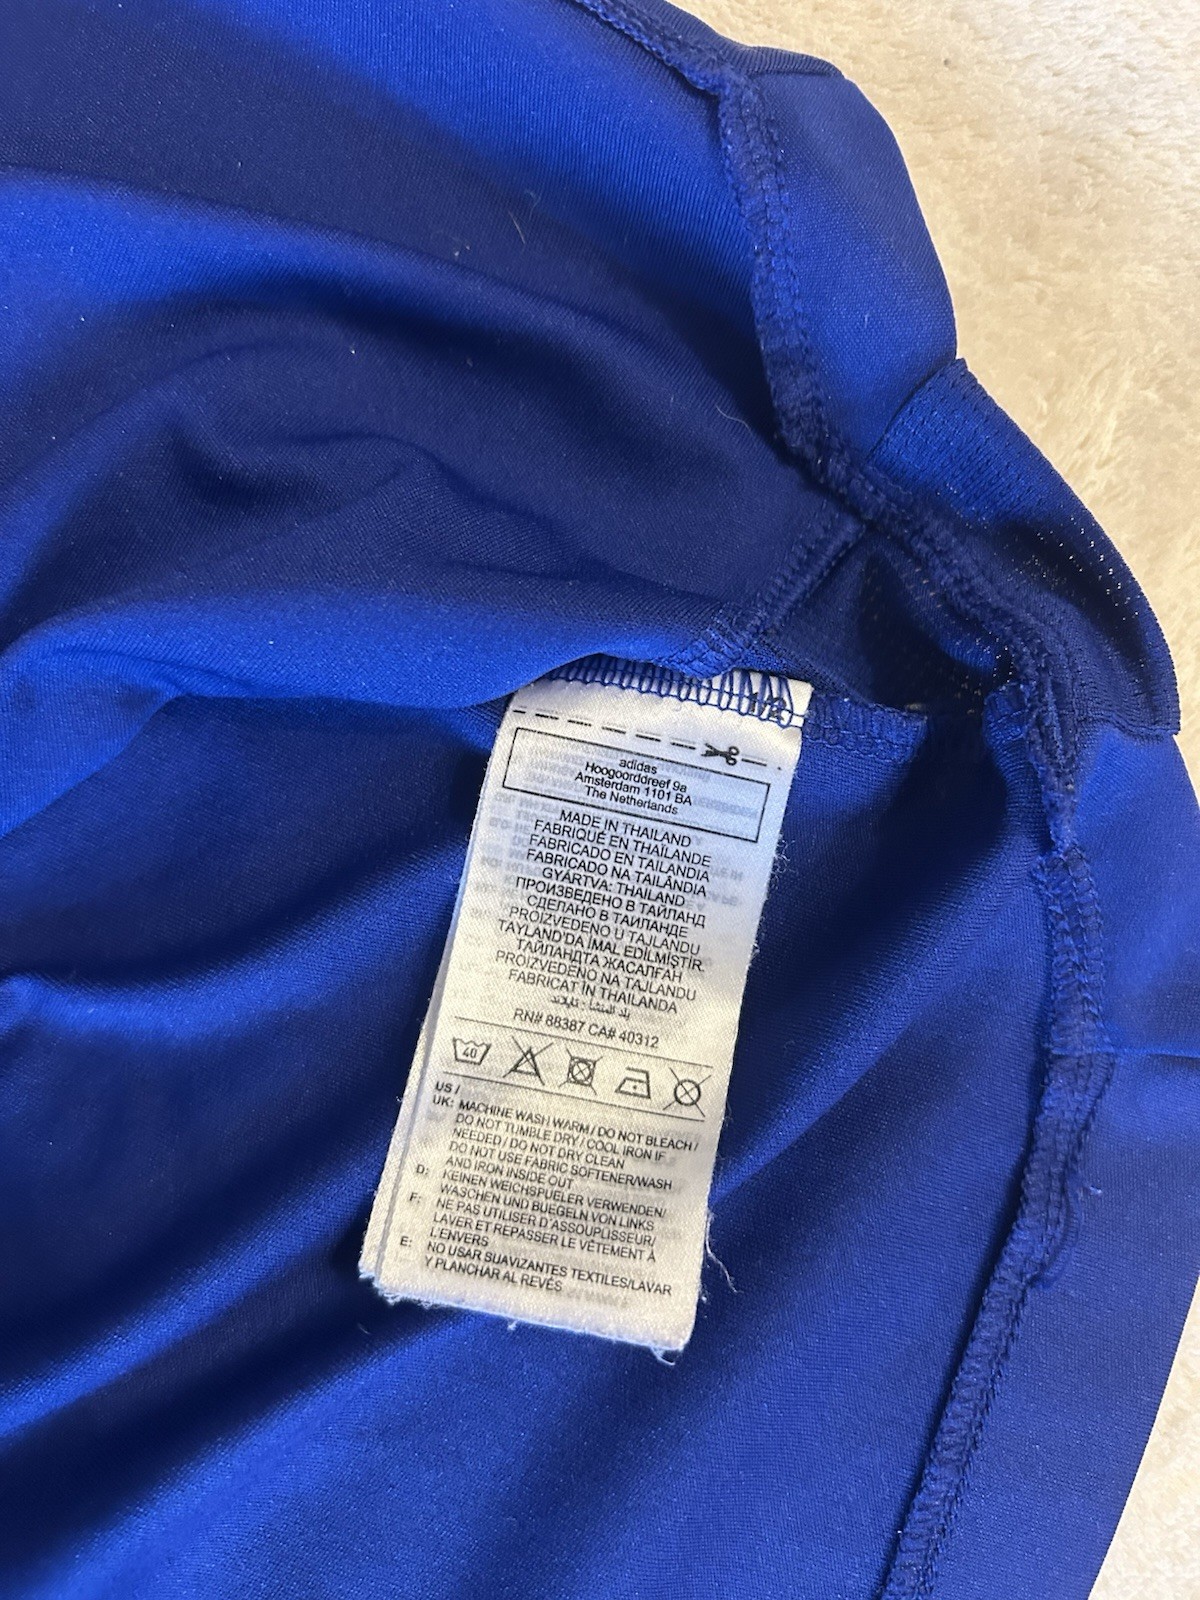 1/2
adidas
Hoogoorddreef 9a
Amsterdam 1101 BA
The Netherlands
MADE IN THAILAND
FABRIQUÉ EN THAÏLANDE
FABRICADO EN TAILANDIA
FABRICADO NA TAILÂNDIA
GYÁRTVA: THAILAND
ПРОИЗВЕДЕНО В ТАЙЛАНД
СДЕЛАНО В ТАИЛАНДЕ
PROIZVEDENO U TAJLANDU
TAYLAND'DA İMAL EDİLMİŞTİR.
ТАЙЛАНДТА ЖАСАЛҒАН
PROIZVEDENO NA TAJLANDU
FABRICAT ÎN THAILANDA
بلد المنشأ: تايلاند
RN# 88387 CA# 40312
40
US /
UK: MACHINE WASH WARM / DO NOT BLEACH /
DO NOT TUMBLE DRY / COOL IRON IF
NEEDED / DO NOT DRY CLEAN
DO NOT USE FABRIC SOFTENER/WASH
AND IRON INSIDE OUT
D: KEINEN WEICHSPUELER VERWENDEN/
WASCHEN UND BUEGELN VON LINKS
F: NE PAS UTILISER D'ASSOUPLISSEUR/
LAVER ET REPASSER LE VÊTEMENT À
L'ENVERS
E: NO USAR SUAVIZANTES TEXTILES/LAVAR
Y PLANCHAR AL REVÉS